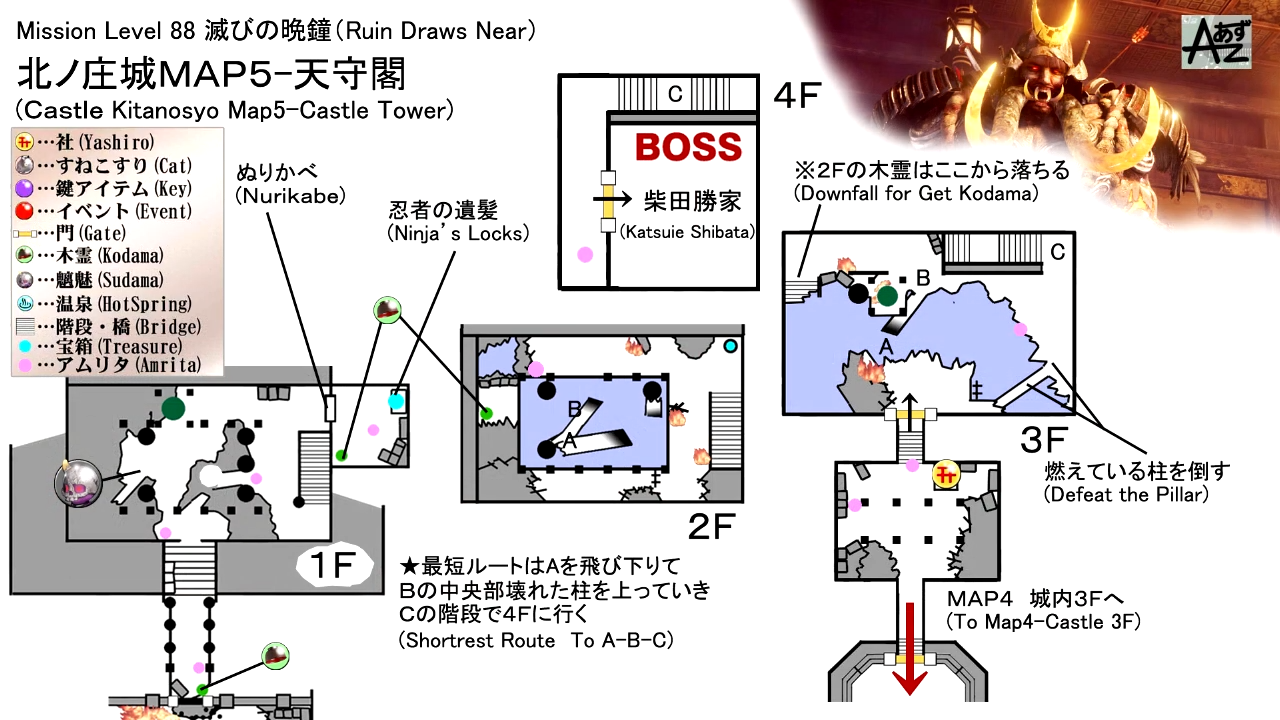 Mission Level 88 滅びの晩鐘(Ruin Draws Near)
北ノ庄城MAP5-天守閣
(Castle Kitanosyo Map5-Castle Tower)
…社(Yashiro)
…すねこすり(Cat)
…鍵アイテム(Key)
…イベント(Event)
…門(Gate)
…木霊(Kodama)
…魑魅(Sudama)
…温泉(HotSpring)
…階段・橋(Bridge)
…宝箱(Treasure)
…アムリタ(Amrita)
ぬりかべ
(Nurikabe)
忍者の遺髪
(Ninja's Locks)
C
4F
BOSS
柴田勝家
(Katsuie Shibata)
あず
AZ
※2Fの木霊はここから落ちる
(Downfall for Get Kodama)
C
B
A
3F
燃えている柱を倒す
(Defeat the Pillar)
B
A
2F
1F
★最短ルートはAを飛び下りて
Bの中央部壊れた柱を上っていき
Cの階段で4Fに行く
(Shortrest Route To A-B-C)
MAP4 城内3Fへ
(To Map4-Castle 3F)